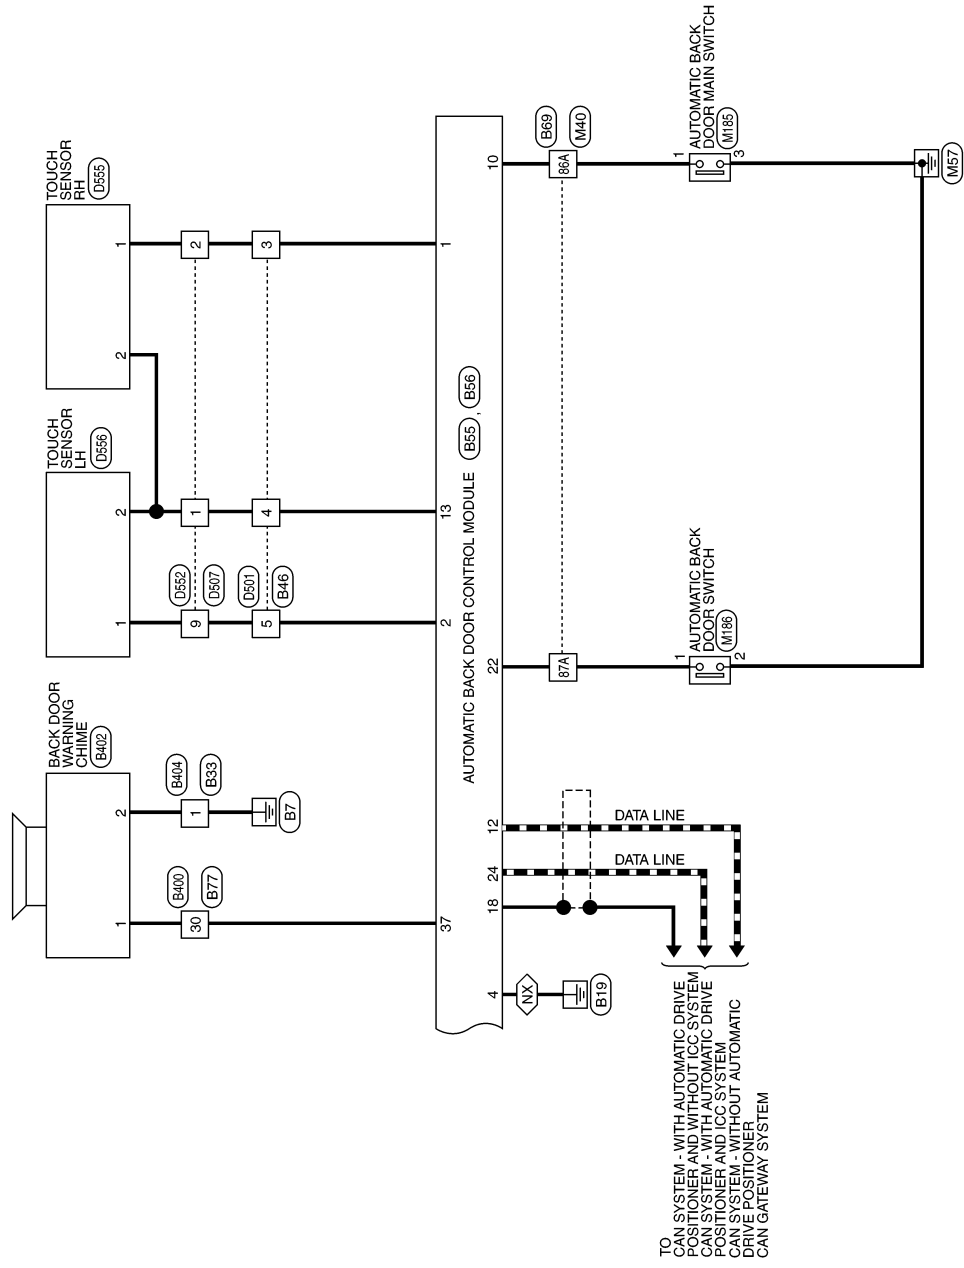 BACK DOOR
WARNING
CHIME
B402
1
2
B400
B77
30
B404
B33
1
B7
TOUCH
SENSOR
LH
D556
1
2
D552
D507
9
1
D501
B46
5
4
TOUCH
SENSOR
RH
D555
2
1
2
3
37
2
13
1
AUTOMATIC BACK DOOR CONTROL MODULE
B55 , B56
4
18
24
12
22
10
NX
B19
DATA LINE
DATA LINE
TO
CAN SYSTEM - WITH AUTOMATIC DRIVE
POSITIONER AND WITHOUT ICC SYSTEM
CAN SYSTEM - WITH AUTOMATIC DRIVE
POSITIONER AND ICC SYSTEM
CAN SYSTEM - WITHOUT AUTOMATIC
DRIVE POSITIONER
CAN GATEWAY SYSTEM
87A
86A
B69
M40
AUTOMATIC BACK
DOOR SWITCH
M186
1
2
AUTOMATIC BACK
DOOR MAIN SWITCH
M185
1
3
M57